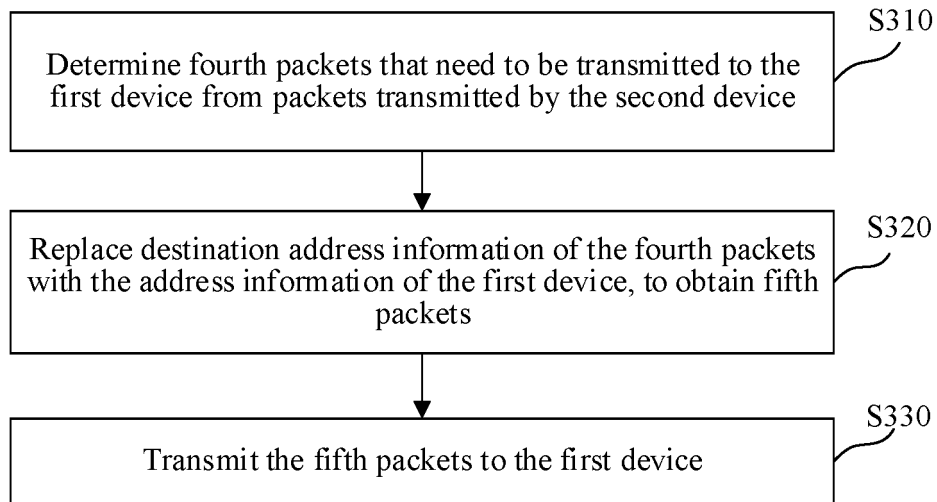 S310
Determine fourth packets that need to be transmitted to the
first device from packets transmitted by the second device
S320
Replace destination address information of the fourth packets
with the address information of the first device, to obtain fifth
packets
S330
Transmit the fifth packets to the first device